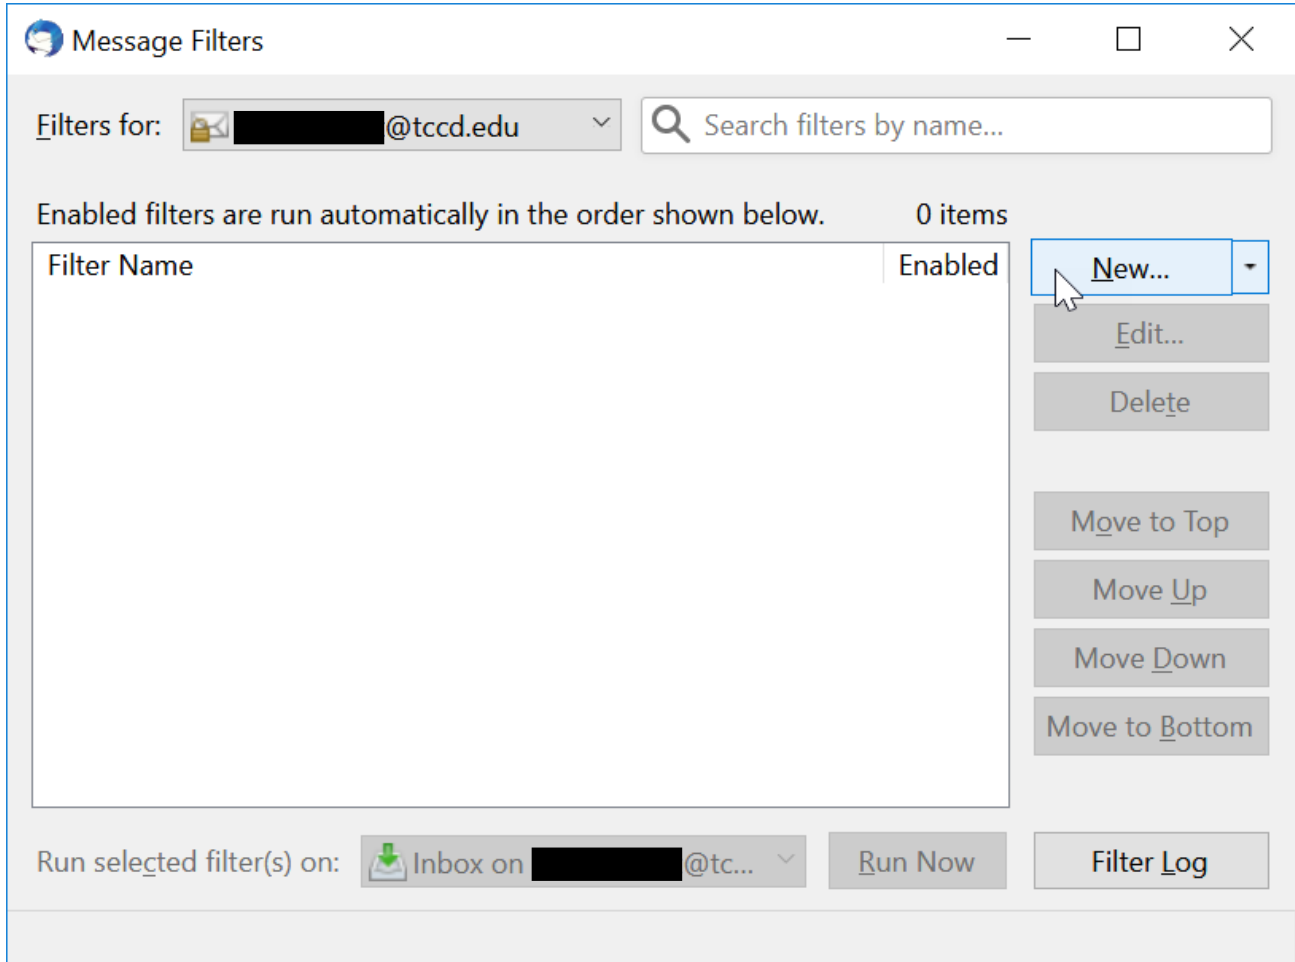 Message Filters
Filters for: @tccd.edu Search filters by name...
Enabled filters are run automatically in the order shown below. 0 items
Filter Name Enabled New...
Edit...
Delete
Move to Top
Move Up
Move Down
Move to Bottom
Run selected filter(s) on: Inbox on @tc... Run Now Filter Log